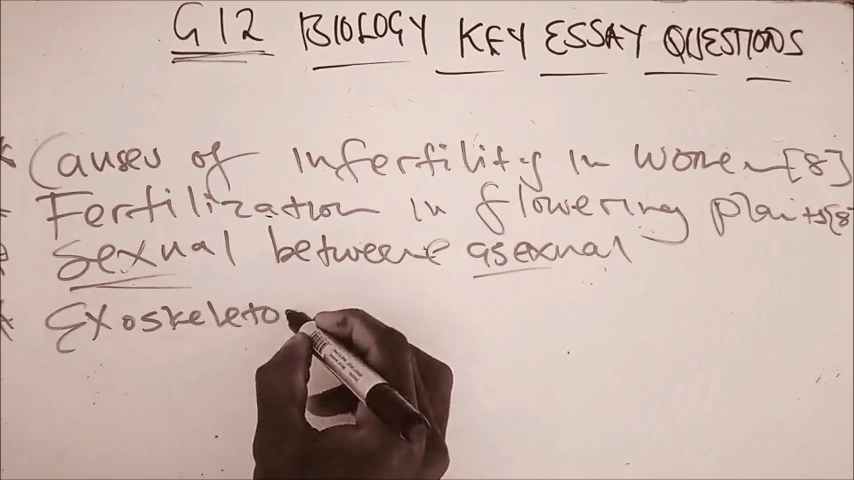 G12 BIOLOGY KEY ESSAY QUESTIONS
Causes of infertility in women [8]
Fertilization in flowering plants [8
Sexual between asexual
Exoskeleto